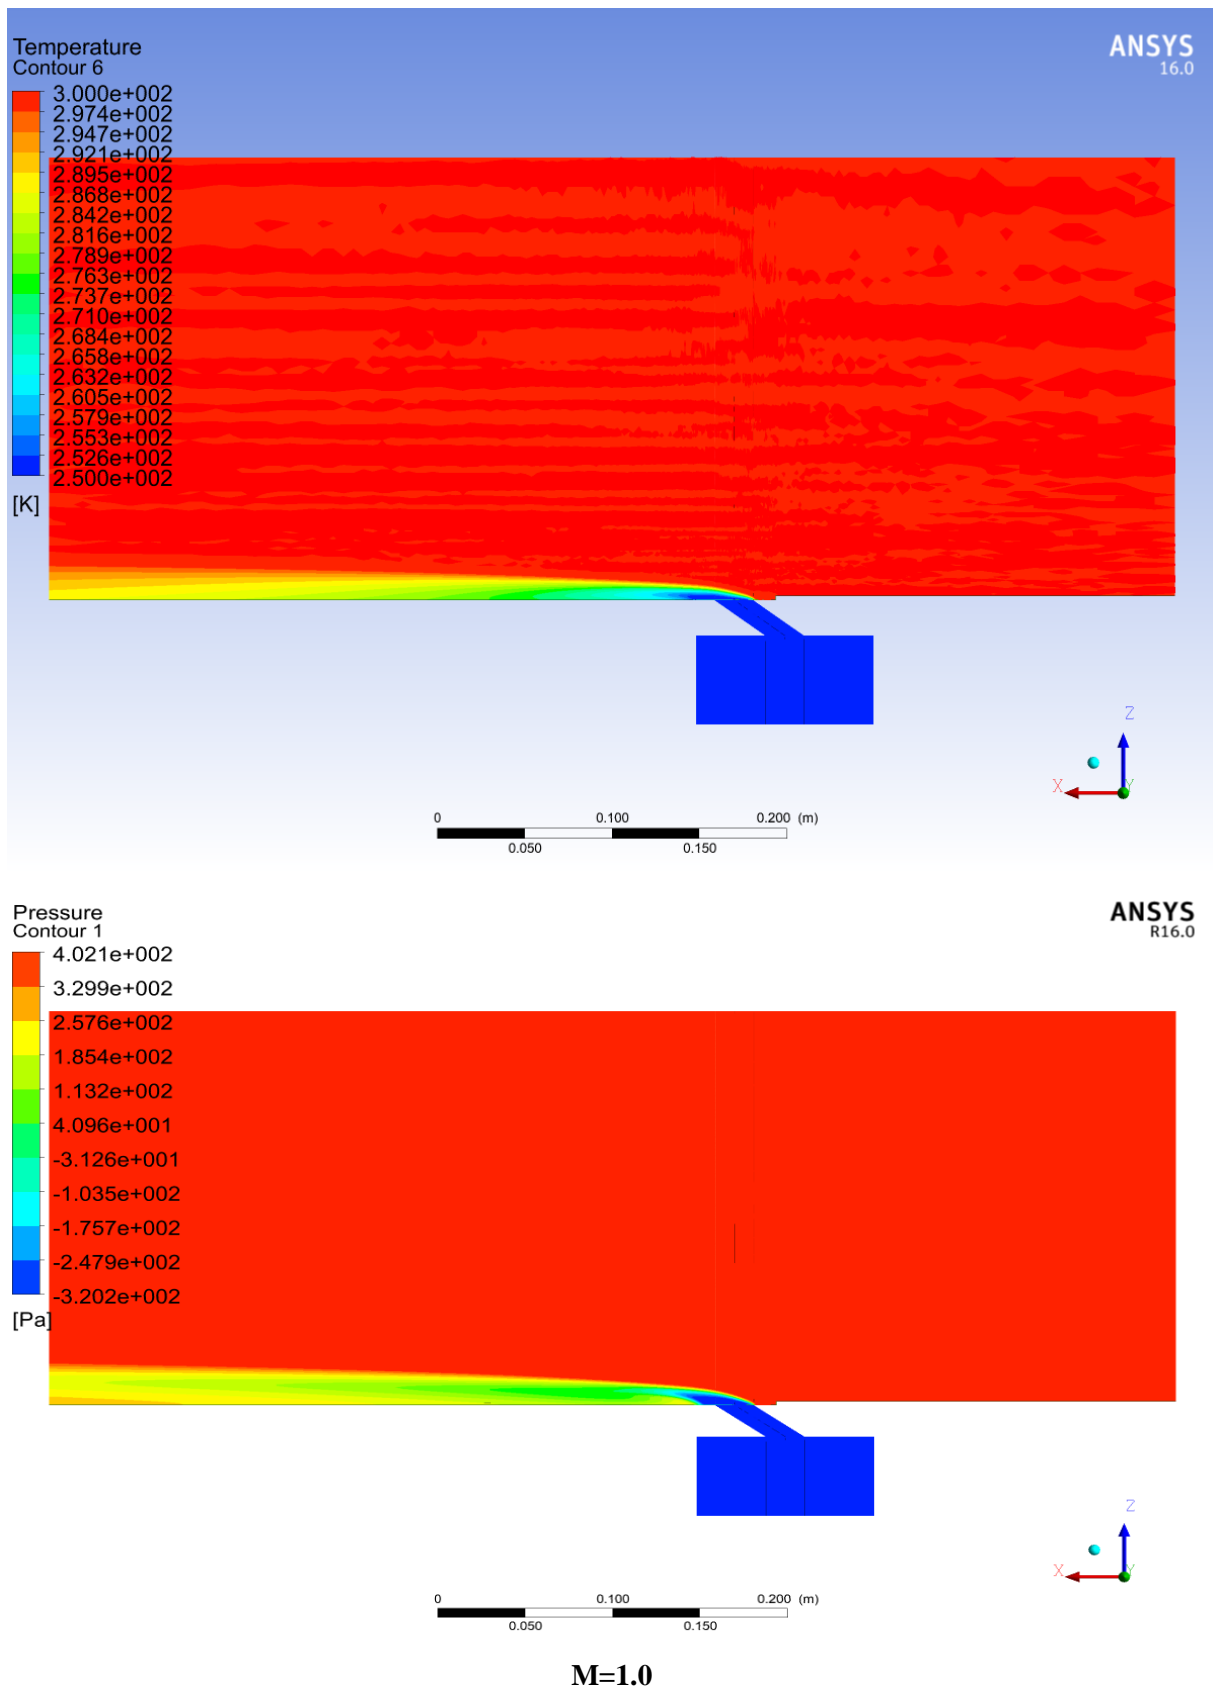 Temperature
Contour 6
ANSYS
16.0
3.000e+002
2.974e+002
2.947e+002
2.921e+002
2.895e+002
2.868e+002
2.842e+002
2.816e+002
2.789e+002
2.763e+002
2.737e+002
2.710e+002
2.684e+002
2.658e+002
2.632e+002
2.605e+002
2.579e+002
2.553e+002
2.526e+002
2.500e+002
[K]
Z
X
Y
0 0.100 0.200 (m)
0.050 0.150
Pressure
Contour 1
ANSYS
R16.0
4.021e+002
3.299e+002
2.576e+002
1.854e+002
1.132e+002
4.096e+001
-3.126e+001
-1.035e+002
-1.757e+002
-2.479e+002
-3.202e+002
[Pa]
Z
X
Y
0 0.100 0.200 (m)
0.050 0.150
M=1.0